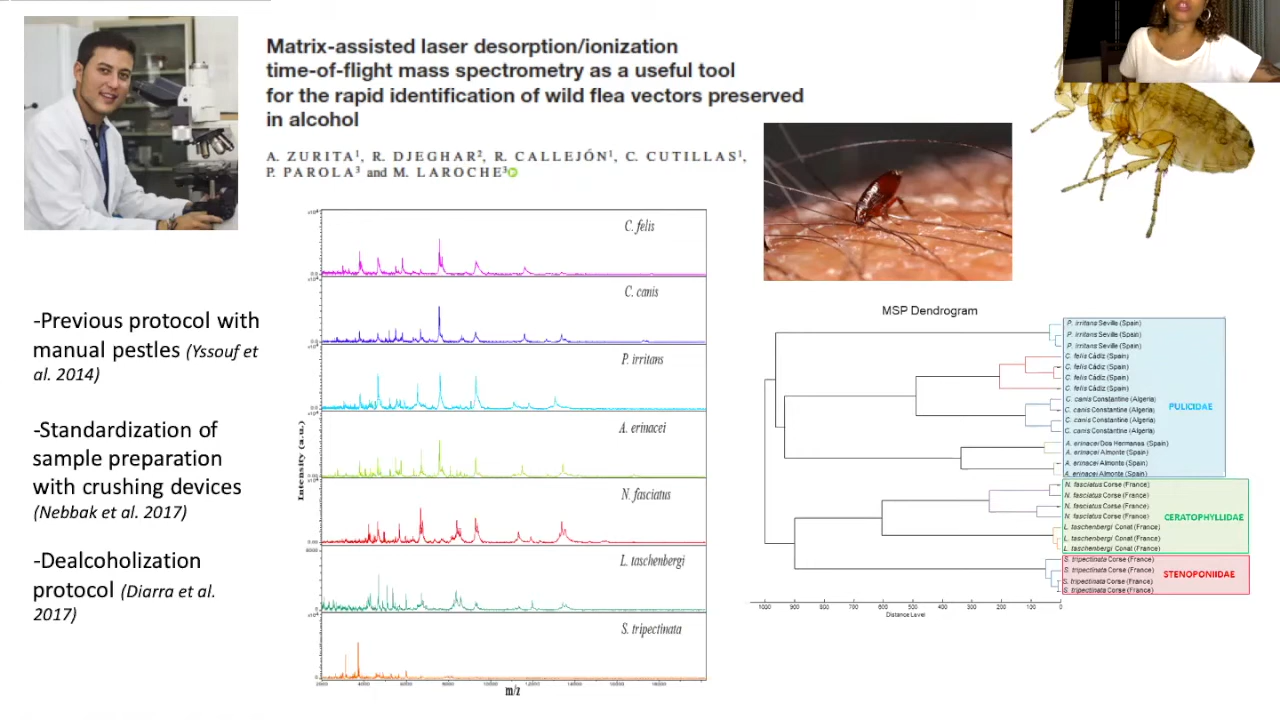 Matrix-assisted laser desorption/ionization
time-of-flight mass spectrometry as a useful tool
for the rapid identification of wild flea vectors preserved
in alcohol
A. ZURITA¹, R. DJEGHAR², R. CALLEJÓN¹, C. CUTILLAS¹,
P. PAROLA³ and M. LAROCHE³
-Previous protocol with
manual pestles (Yssouf et
al. 2014)
-Standardization of
sample preparation
with crushing devices
(Nebbak et al. 2017)
-Dealcoholization
protocol (Diarra et al.
2017)
C. felis
C. canis
P. irritans
A. erinacei
N. fasciatus
L. taschenbergi
S. tripectinata
Intensity (a.u.)
m/z
MSP Dendrogram
P. irritans Seville (Spain)
P. irritans Seville (Spain)
P. irritans Seville (Spain)
C. felis Cádiz (Spain)
C. felis Cádiz (Spain)
C. felis Cádiz (Spain)
C. felis Cádiz (Spain)
C. canis Constantine (Algeria)
C. canis Constantine (Algeria)
C. canis Constantine (Algeria)
C. canis Constantine (Algeria)
A. erinacei Dos Hermanas (Spain)
A. erinacei Almonte (Spain)
A. erinacei Almonte (Spain)
A. erinacei Almonte (Spain)
PULICIDAE
N. fasciatus Corse (France)
N. fasciatus Corse (France)
N. fasciatus Corse (France)
N. fasciatus Corse (France)
L. taschenbergi Conat (France)
L. taschenbergi Conat (France)
L. taschenbergi Conat (France)
CERATOPHYLLIDAE
S. tripectinata Corse (France)
S. tripectinata Corse (France)
S. tripectinata Corse (France)
S. tripectinata Corse (France)
STENOPONIIDAE
1000 900 800 700 600 500 400 300 200 100 0
Distance Level